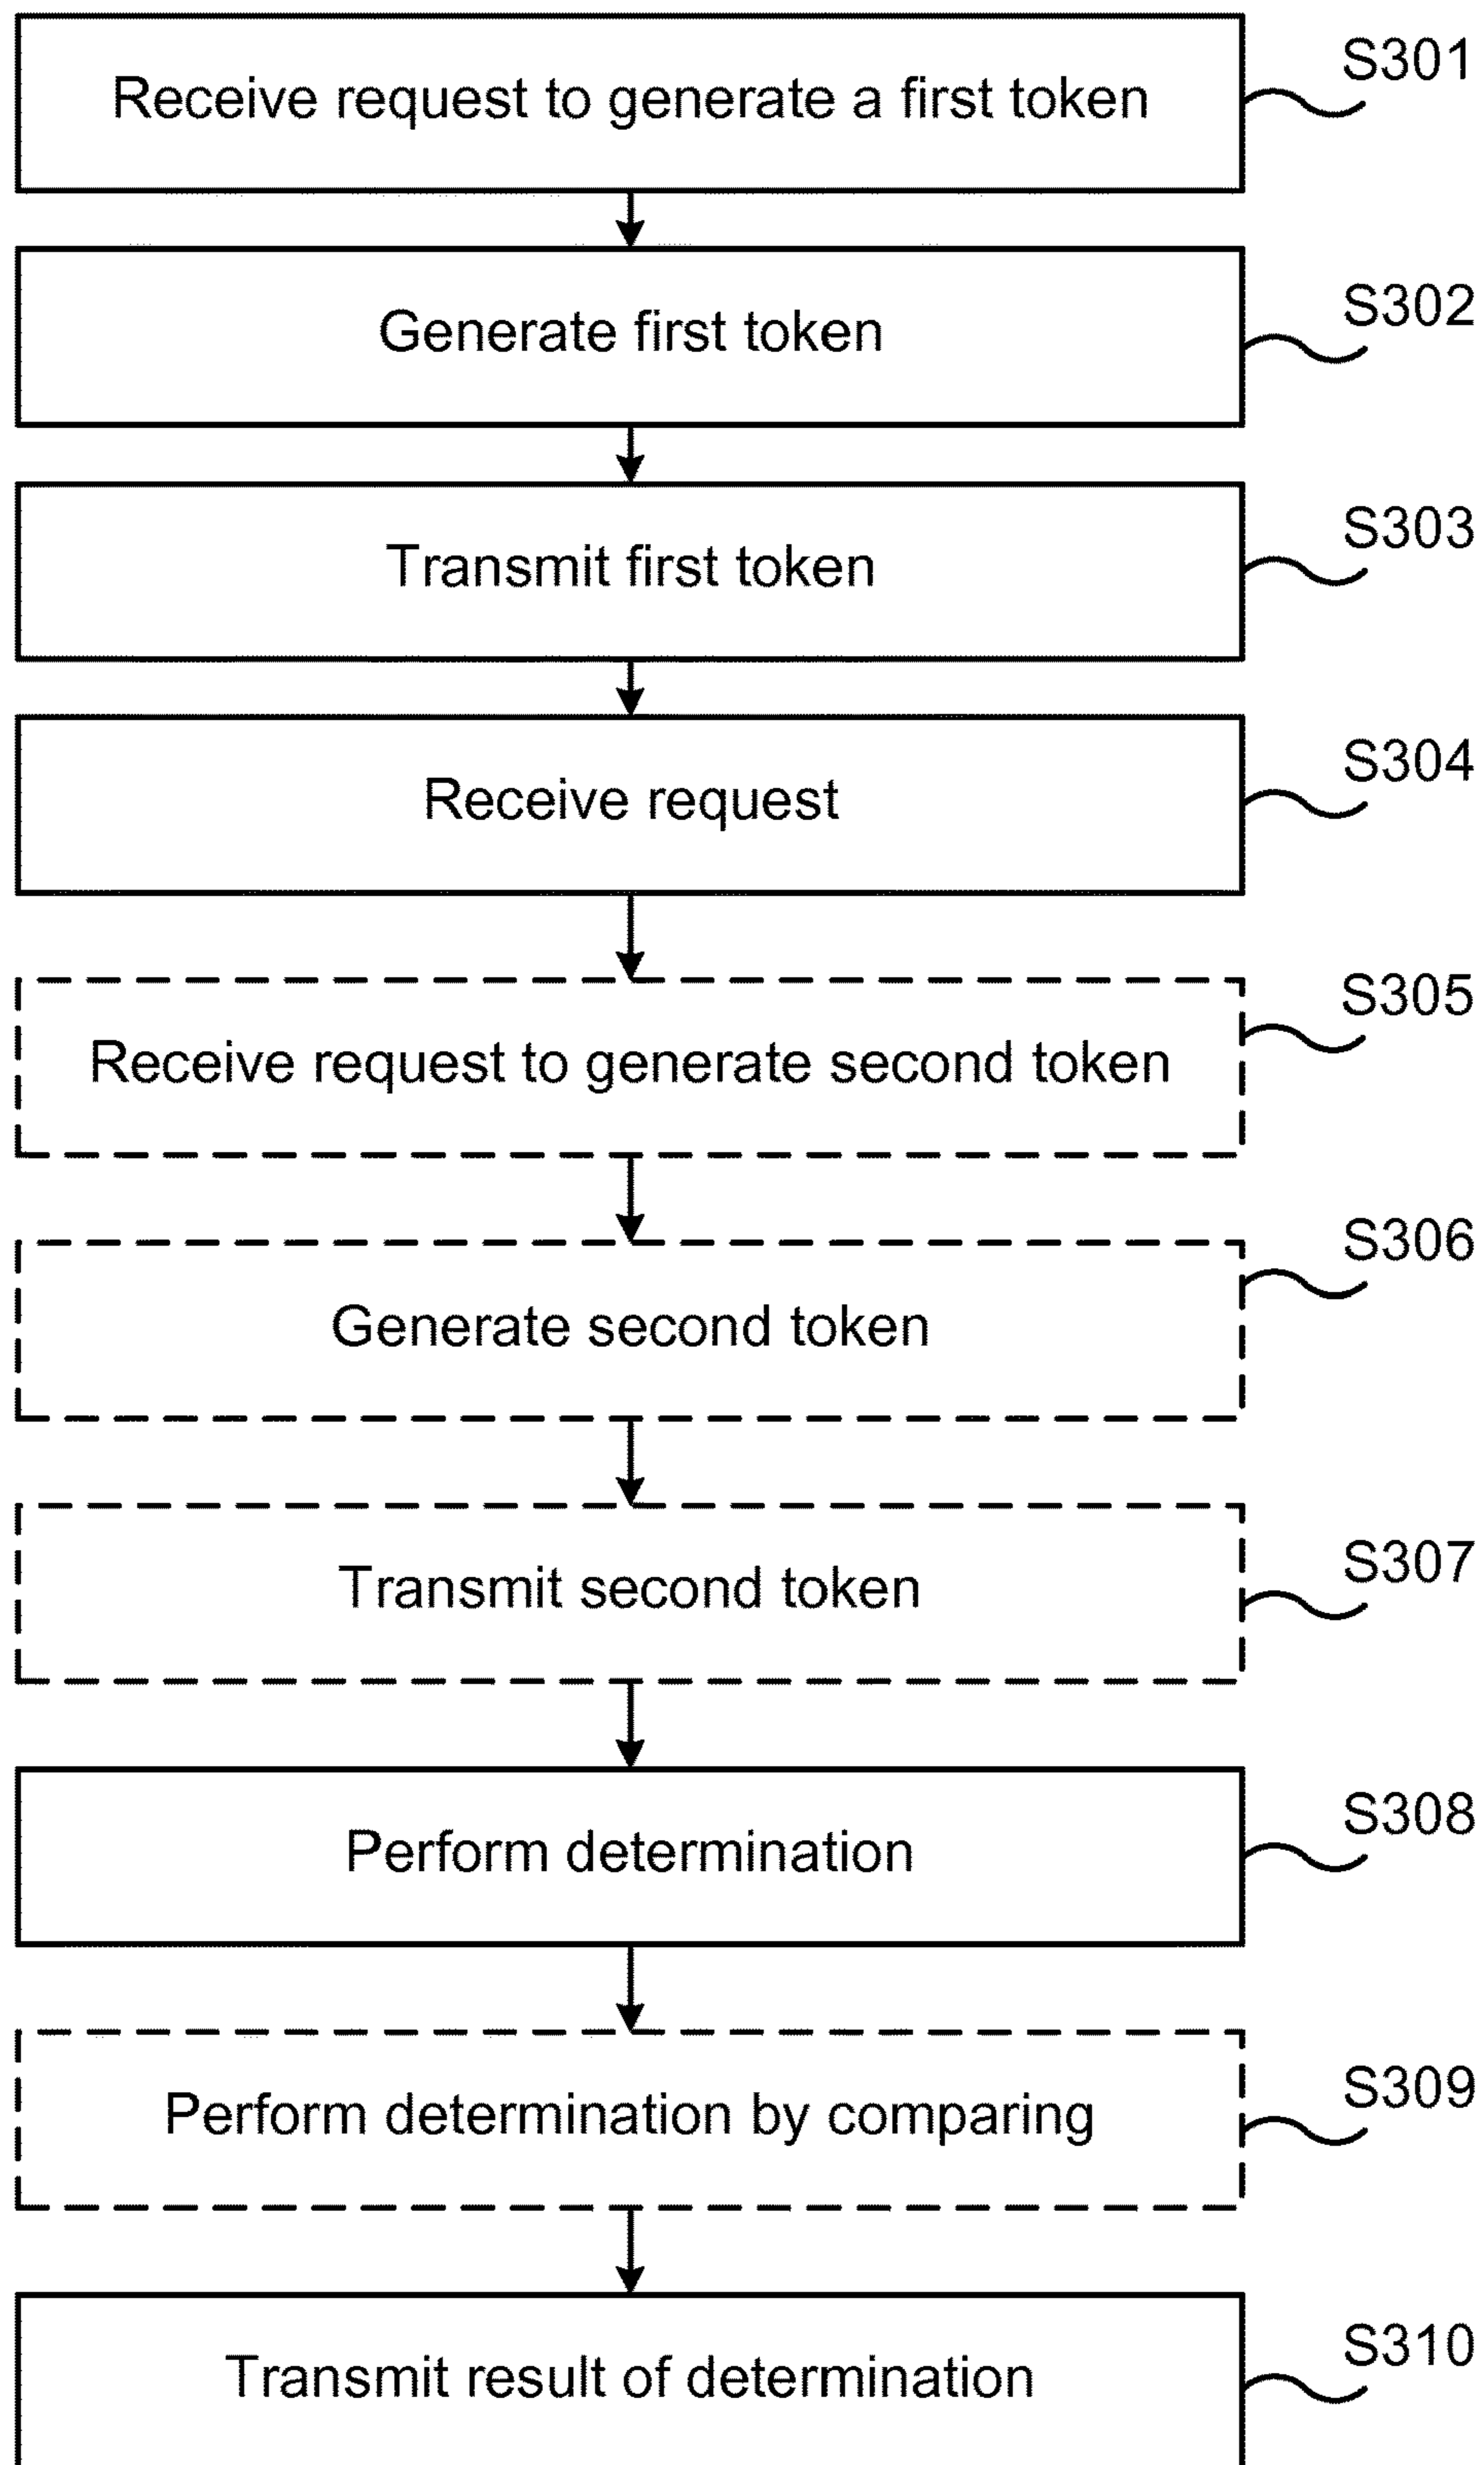 Receive request to generate a first token
S301
Generate first token
S302
Transmit first token
S303
Receive request
S304
Receive request to generate second token
S305
Generate second token
S306
Transmit second token
S307
Perform determination
S308
Perform determination by comparing
S309
Transmit result of determination
S310